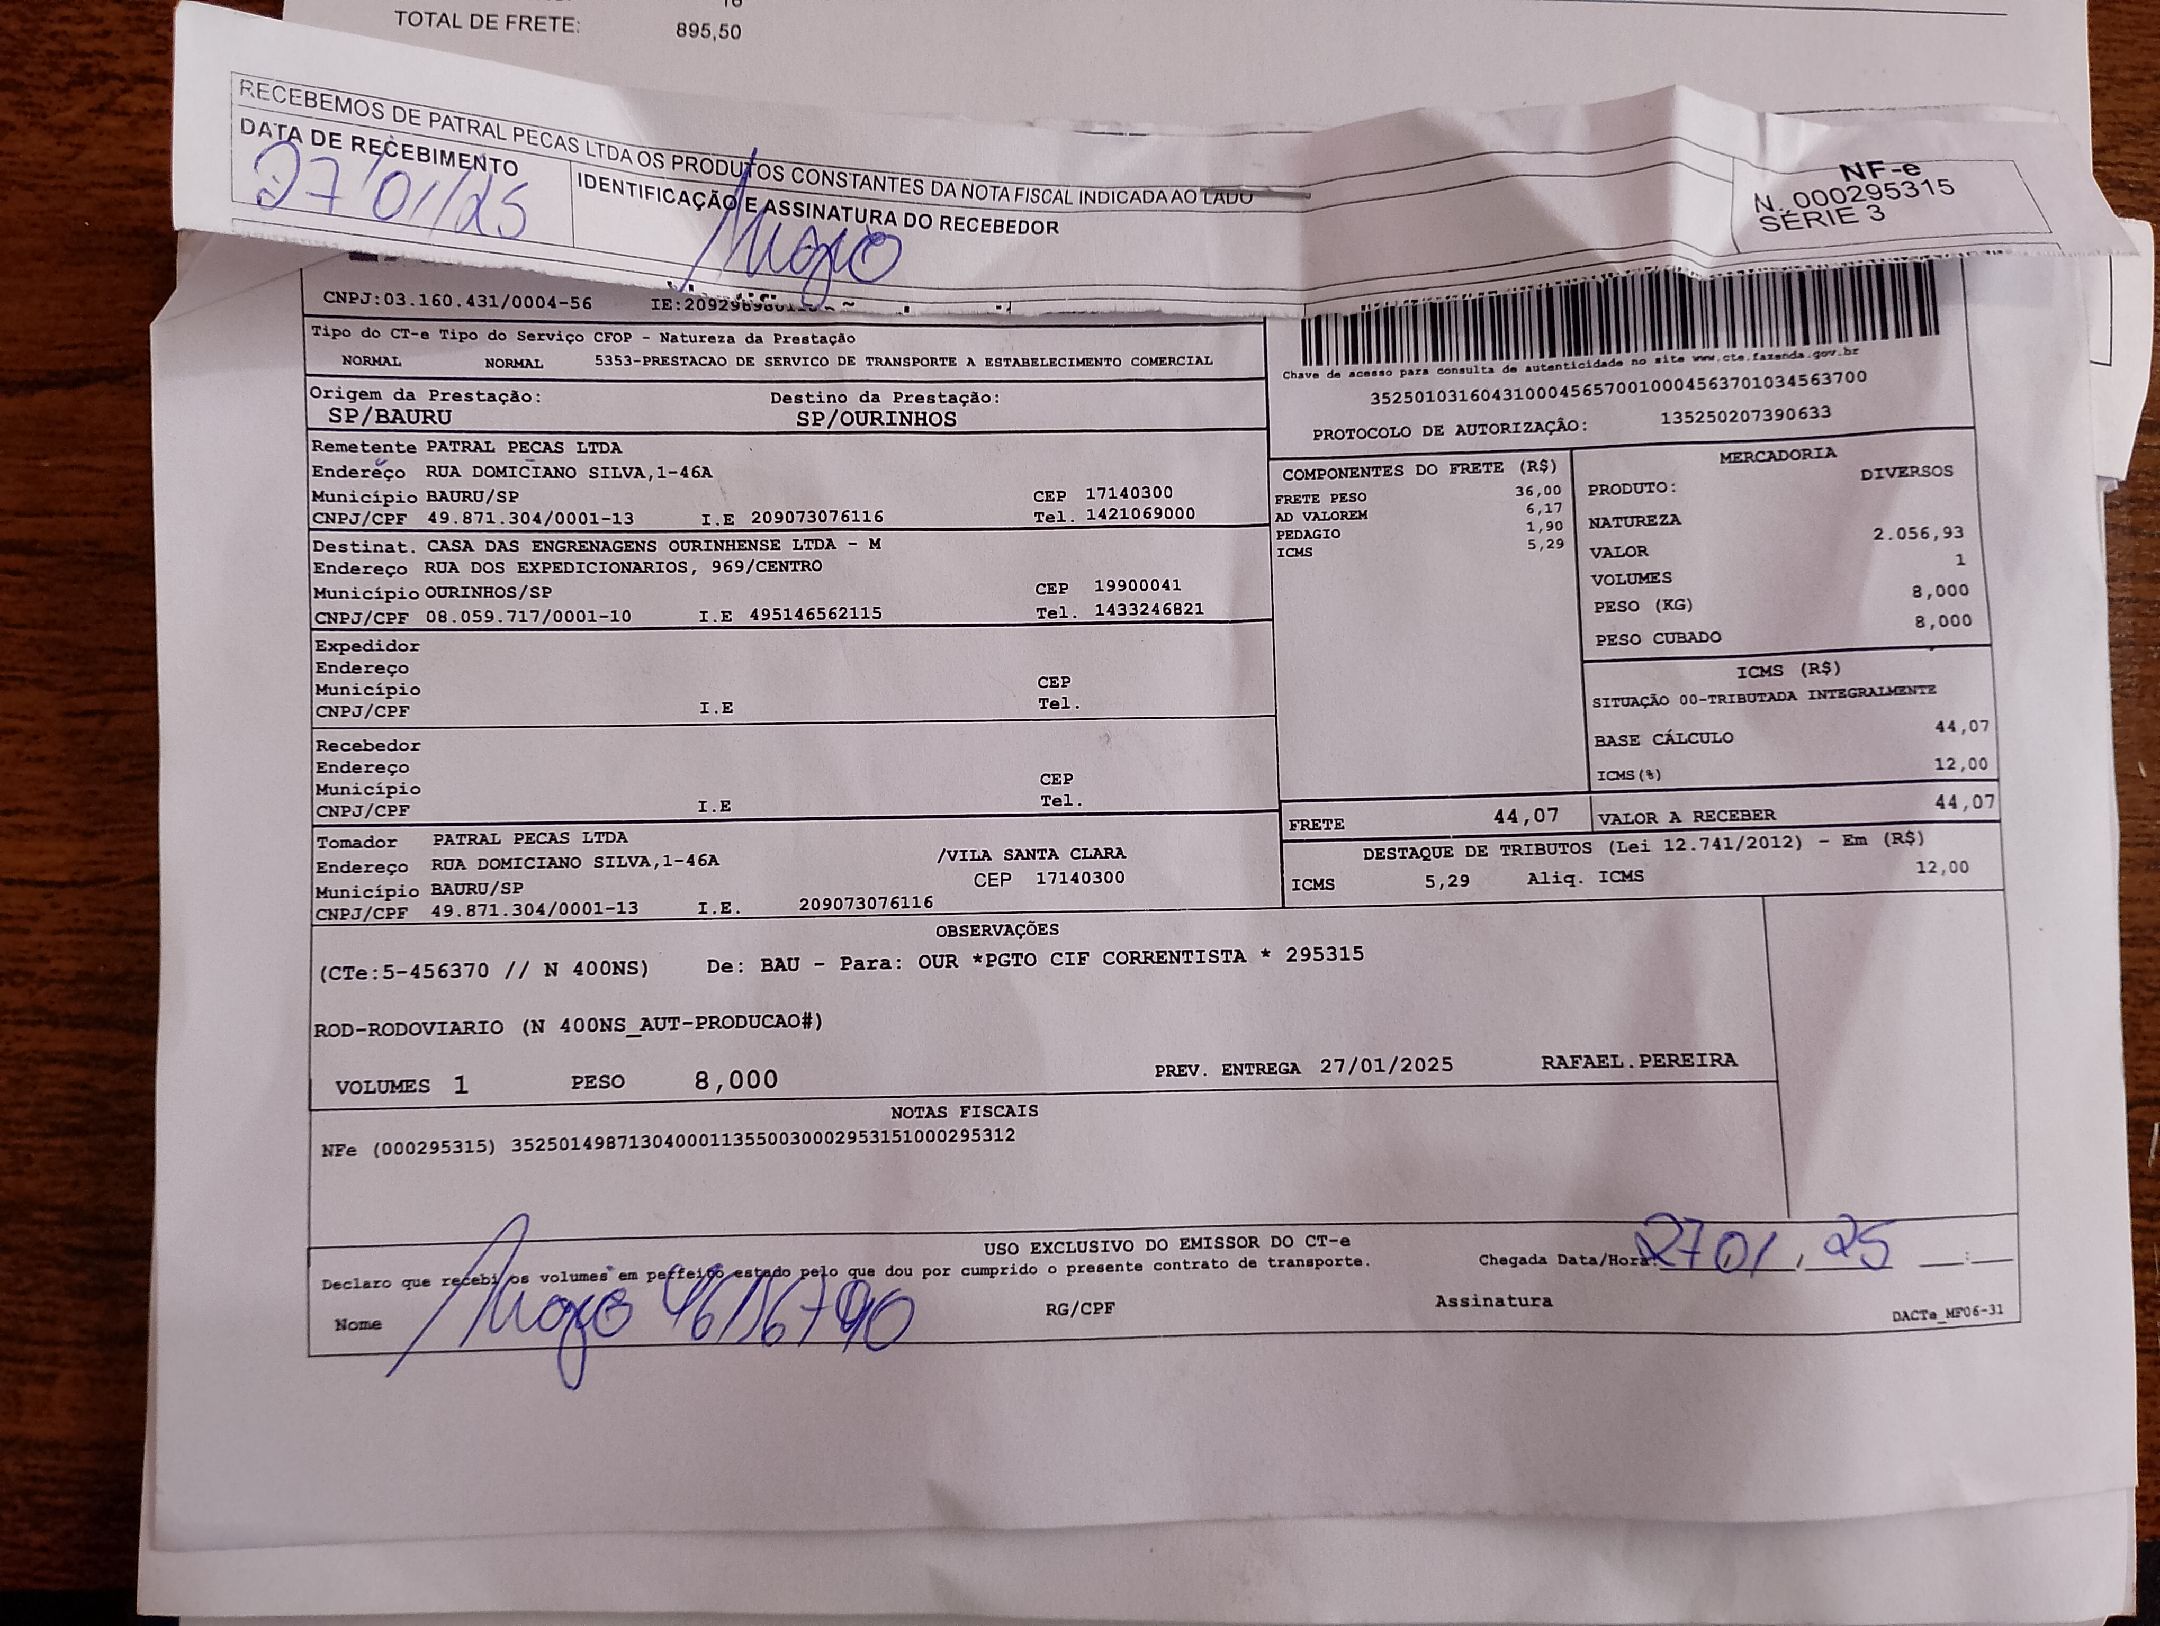 TOTAL DE FRETE: 895,50
RECEBEMOS DE PATRAL PECAS LTDA OS PRODUTOS CONSTANTES DA NOTA FISCAL INDICADA AO LADO
DATA DE RECEBIMENTO
27/01/25
IDENTIFICAÇÃO E ASSINATURA DO RECEBEDOR
NF-e
N. 000295315
SÉRIE 3
CNPJ:03.160.431/0004-56 IE:
Tipo do CT-e Tipo do Serviço CFOP - Natureza da Prestação
NORMAL NORMAL 5353-PRESTACAO DE SERVICO DE TRANSPORTE A ESTABELECIMENTO COMERCIAL
Chave de acesso para consulta de autenticidade no site www.cte.fazenda.gov.br
35250103160431000456570010004563701034563700
PROTOCOLO DE AUTORIZAÇÃO: 135250207390633
Origem da Prestação: Destino da Prestação:
SP/BAURU SP/OURINHOS
Remetente PATRAL PECAS LTDA
Endereço RUA DOMICIANO SILVA,1-46A
Município BAURU/SP CEP 17140300
CNPJ/CPF 49.871.304/0001-13 I.E 209073076116 Tel. 1421069000
Destinat. CASA DAS ENGRENAGENS OURINHENSE LTDA - M
Endereço RUA DOS EXPEDICIONARIOS, 969/CENTRO
Município OURINHOS/SP CEP 19900041
CNPJ/CPF 08.059.717/0001-10 I.E 495146562115 Tel. 1433246821
Expedidor
Endereço
Município CEP
CNPJ/CPF I.E Tel.
Recebedor
Endereço
Município CEP
CNPJ/CPF I.E Tel.
Tomador PATRAL PECAS LTDA
Endereço RUA DOMICIANO SILVA,1-46A /VILA SANTA CLARA
Município BAURU/SP CEP 17140300
CNPJ/CPF 49.871.304/0001-13 I.E. 209073076116
COMPONENTES DO FRETE (R$)
FRETE PESO 36,00
AD VALOREM 6,17
PEDAGIO 1,90
ICMS 5,29
MERCADORIA
PRODUTO: DIVERSOS
NATUREZA
VALOR 2.056,93
VOLUMES 1
PESO (KG) 8,000
PESO CUBADO 8,000
ICMS (R$)
SITUAÇÃO 00-TRIBUTADA INTEGRALMENTE
BASE CÁLCULO 44,07
ICMS(%) 12,00
FRETE 44,07 VALOR A RECEBER 44,07
DESTAQUE DE TRIBUTOS (Lei 12.741/2012) - Em (R$)
ICMS 5,29 Aliq. ICMS 12,00
OBSERVAÇÕES
(CTe:5-456370 // N 400NS) De: BAU - Para: OUR *PGTO CIF CORRENTISTA * 295315
ROD-RODOVIARIO (N 400NS_AUT-PRODUCAO#)
VOLUMES 1 PESO 8,000 PREV. ENTREGA 27/01/2025 RAFAEL.PEREIRA
NOTAS FISCAIS
NFe (000295315) 35250149871304000113550030002953151000295312
USO EXCLUSIVO DO EMISSOR DO CT-e
Declaro que recebi os volumes em perfeito estado pelo que dou por cumprido o presente contrato de transporte.
Chegada Data/Hora: 27 01, 25
Nome RG/CPF Assinatura
DACTe_MF06-31